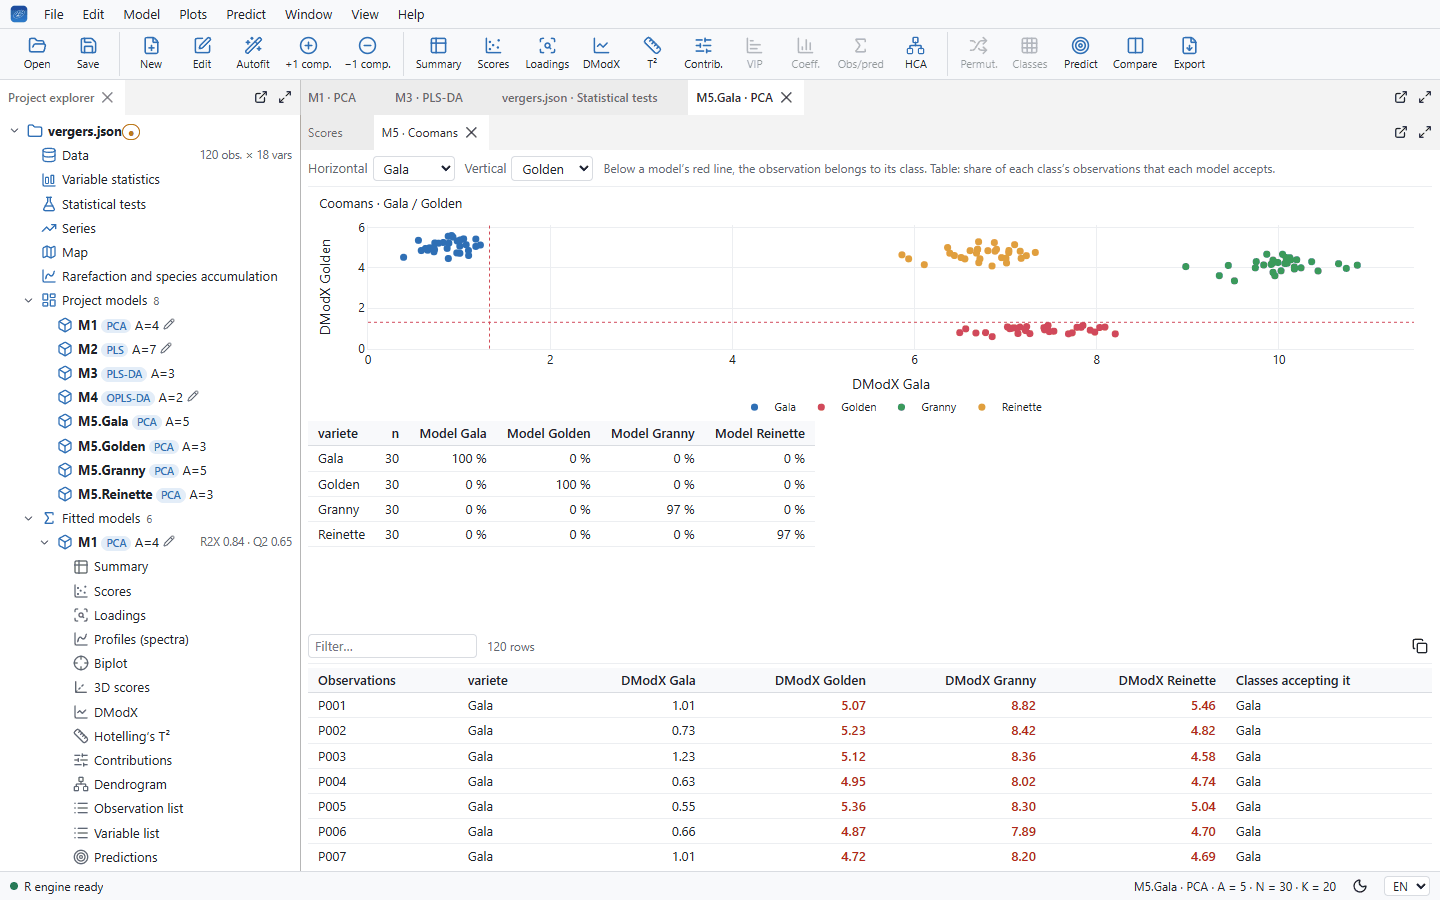 File Edit Model Plots Predict Window View Help
Open Save New Edit Autofit +1 comp. −1 comp. Summary Scores Loadings DModX T² Contrib. VIP Coeff. Obs/pred HCA Permut. Classes Predict Compare Export
Project explorer
M1 · PCA M3 · PLS-DA vergers.json · Statistical tests M5.Gala · PCA
Scores M5 · Coomans
vergers.json
Data 120 obs. × 18 vars
Variable statistics
Statistical tests
Series
Map
Rarefaction and species accumulation
Project models 8
M1 PCA A=4
M2 PLS A=7
M3 PLS-DA A=3
M4 OPLS-DA A=2
M5.Gala PCA A=5
M5.Golden PCA A=3
M5.Granny PCA A=5
M5.Reinette PCA A=3
Fitted models 6
M1 PCA A=4 R2X 0.84 · Q2 0.65
Summary
Scores
Loadings
Profiles (spectra)
Biplot
3D scores
DModX
Hotelling's T²
Contributions
Dendrogram
Observation list
Variable list
Predictions
Horizontal Gala Vertical Golden Below a model's red line, the observation belongs to its class. Table: share of each class's observations that each model accepts.
Coomans · Gala / Golden
DModX Golden
6
4
2
0
0 2 4 6 8 10
DModX Gala
Gala Golden Granny Reinette
variete n Model Gala Model Golden Model Granny Model Reinette
Gala 30 100 % 0 % 0 % 0 %
Golden 30 0 % 100 % 0 % 0 %
Granny 30 0 % 0 % 97 % 0 %
Reinette 30 0 % 0 % 0 % 97 %
Filter... 120 rows
Observations variete DModX Gala DModX Golden DModX Granny DModX Reinette Classes accepting it
P001 Gala 1.01 5.07 8.82 5.46 Gala
P002 Gala 0.73 5.23 8.42 4.82 Gala
P003 Gala 1.23 5.12 8.36 4.58 Gala
P004 Gala 0.63 4.95 8.02 4.74 Gala
P005 Gala 0.55 5.36 8.30 5.04 Gala
P006 Gala 0.66 4.87 7.89 4.70 Gala
P007 Gala 1.01 4.72 8.20 4.69 Gala
R engine ready
M5.Gala · PCA · A = 5 · N = 30 · K = 20 EN